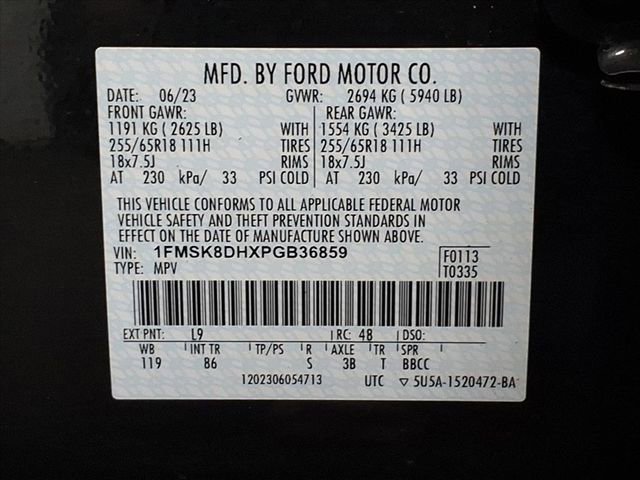 MFD. BY FORD MOTOR CO.
DATE: 06/23 GVWR: 2694 KG ( 5940 LB)
FRONT GAWR: REAR GAWR:
1191 KG ( 2625 LB) WITH 1554 KG ( 3425 LB) WITH
255/65R18 111H TIRES 255/65R18 111H TIRES
18x7.5J RIMS 18x7.5J RIMS
AT 230 kPa/ 33 PSI COLD AT 230 kPa/ 33 PSI COLD
THIS VEHICLE CONFORMS TO ALL APPLICABLE FEDERAL MOTOR
VEHICLE SAFETY AND THEFT PREVENTION STANDARDS IN
EFFECT ON THE DATE OF MANUFACTURE SHOWN ABOVE.
VIN: 1FMSK8DHXPGB36859 F0113
TYPE: MPV T0335
EXT PNT: L9 RC: 48 DSO:
WB INT TR TP/PS R AXLE TR SPR
119 86 S 3B T BBCC
1202306054713 UTC ▽ 5U5A-1520472-BA